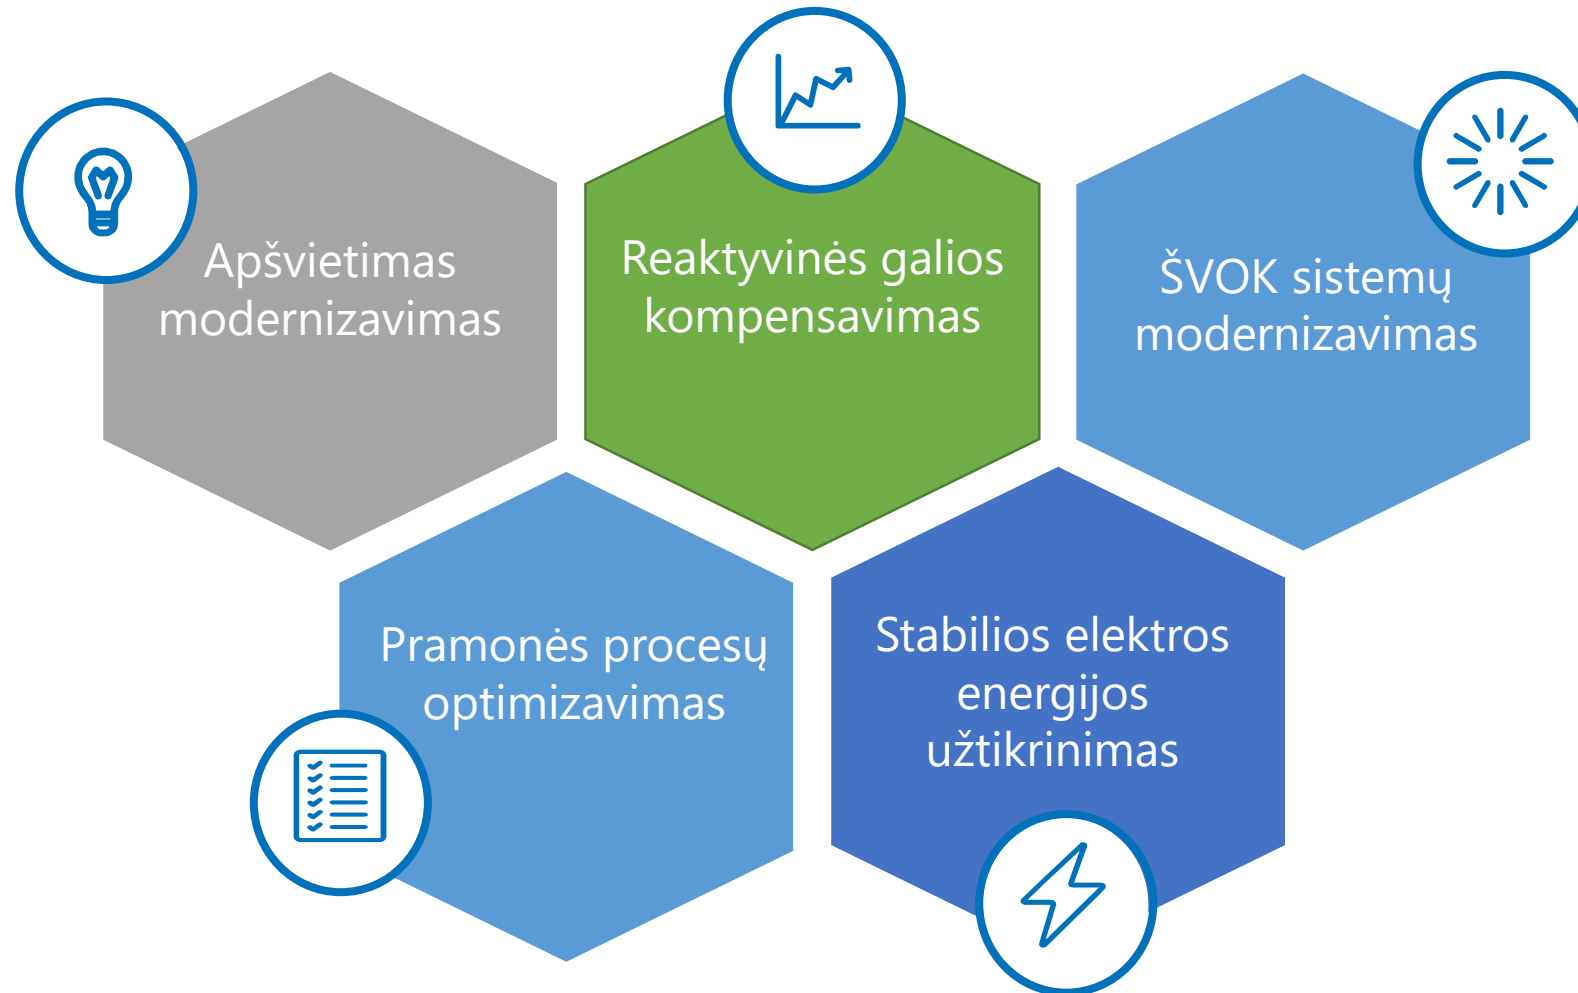 Apšvietimas
modernizavimas
Reaktyvinės galios
kompensavimas
ŠVOK sistemų
modernizavimas
Pramonės procesų
optimizavimas
Stabilios elektros
energijos
užtikrinimas